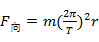 F向 = m(2π/T)²r